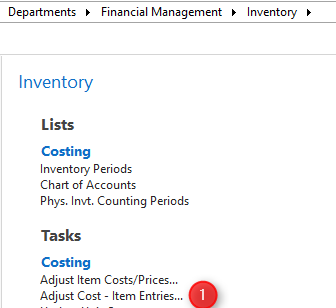 Departments ▸ Financial Management ▸ Inventory ▸
Inventory
Lists
Costing
Inventory Periods
Chart of Accounts
Phys. Invt. Counting Periods
Tasks
Costing
Adjust Item Costs/Prices...
Adjust Cost - Item Entries... 1